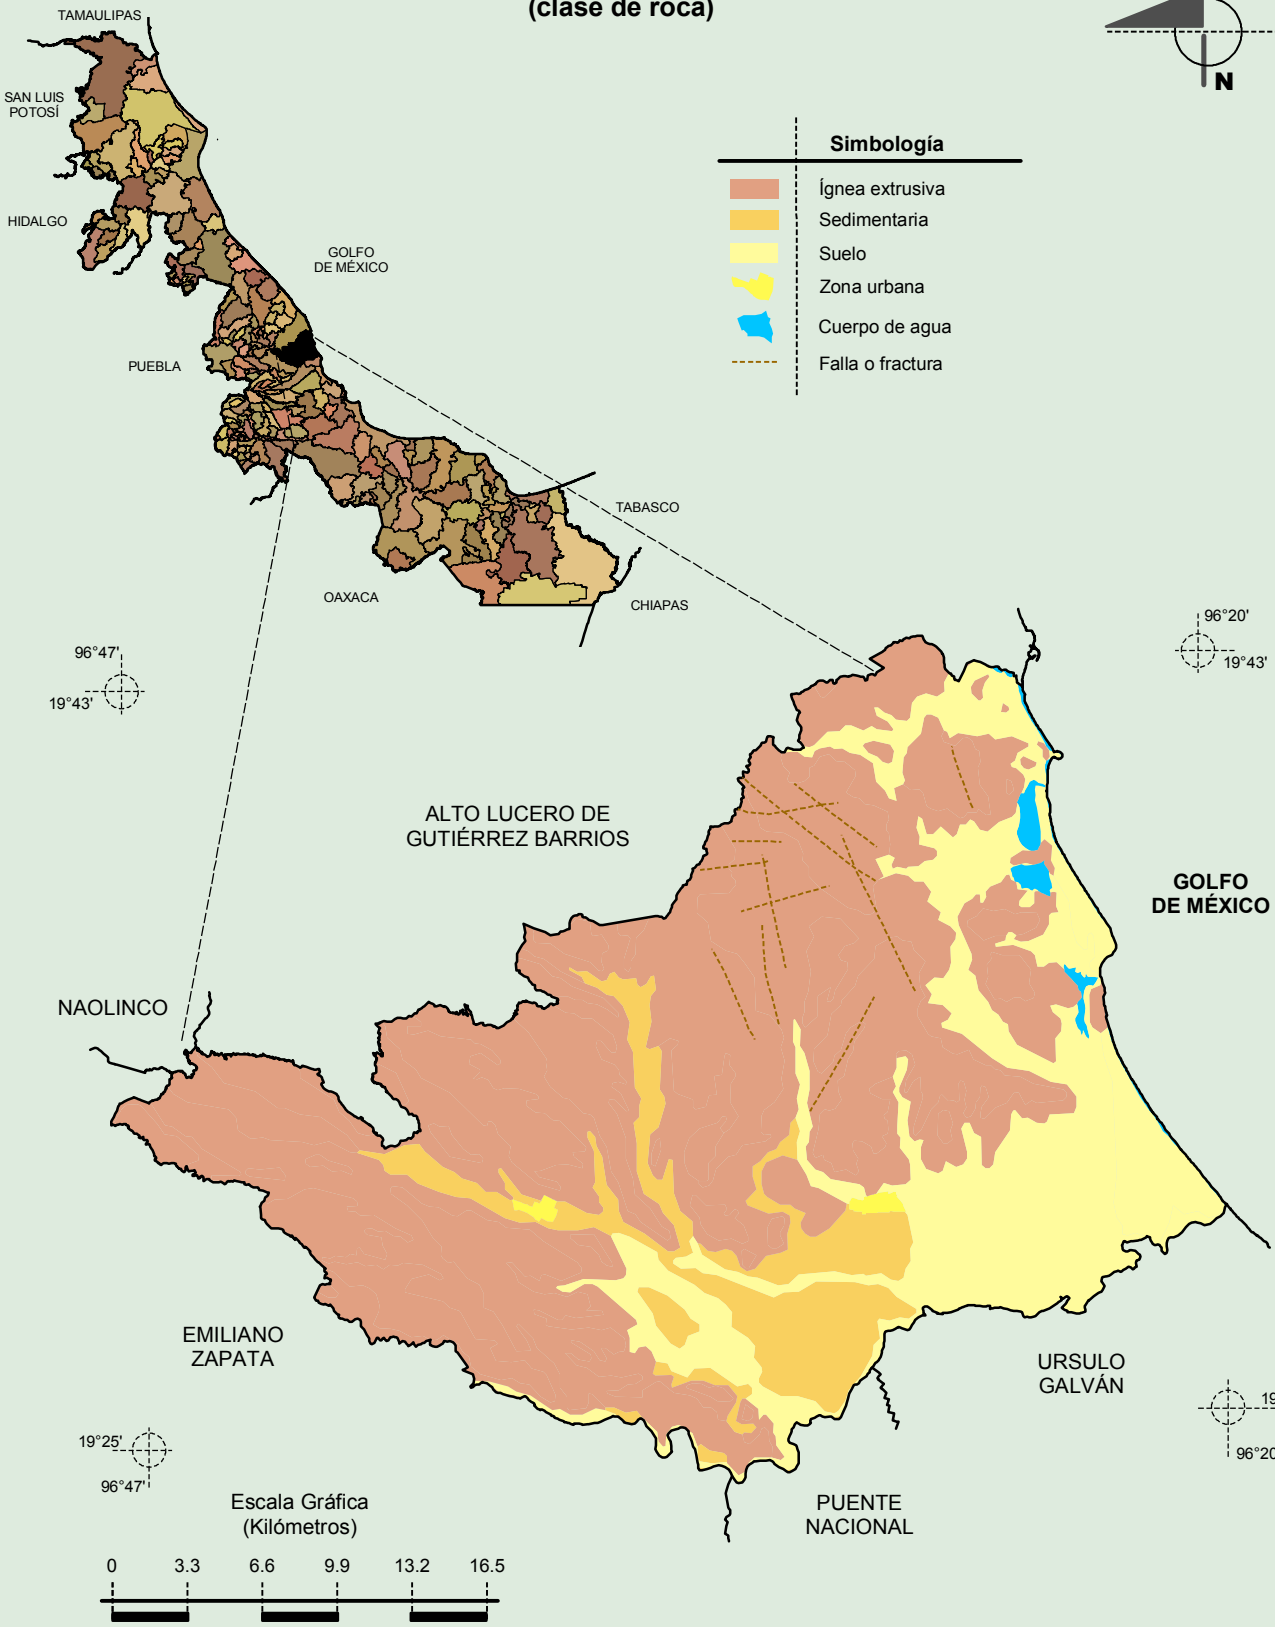 (clase de roca)
TAMAULIPAS
SAN LUIS
POTOSÍ
HIDALGO
GOLFO
DE MÉXICO
PUEBLA
TABASCO
OAXACA
CHIAPAS
N
Simbología
Ígnea extrusiva
Sedimentaria
Suelo
Zona urbana
Cuerpo de agua
Falla o fractura
96°47'
19°43'
96°20'
19°43'
ALTO LUCERO DE
GUTIÉRREZ BARRIOS
GOLFO
DE MÉXICO
NAOLINCO
EMILIANO
ZAPATA
URSULO
GALVÁN
PUENTE
NACIONAL
19°25'
96°47'
19
96°20
Escala Gráfica
(Kilómetros)
0 3.3 6.6 9.9 13.2 16.5